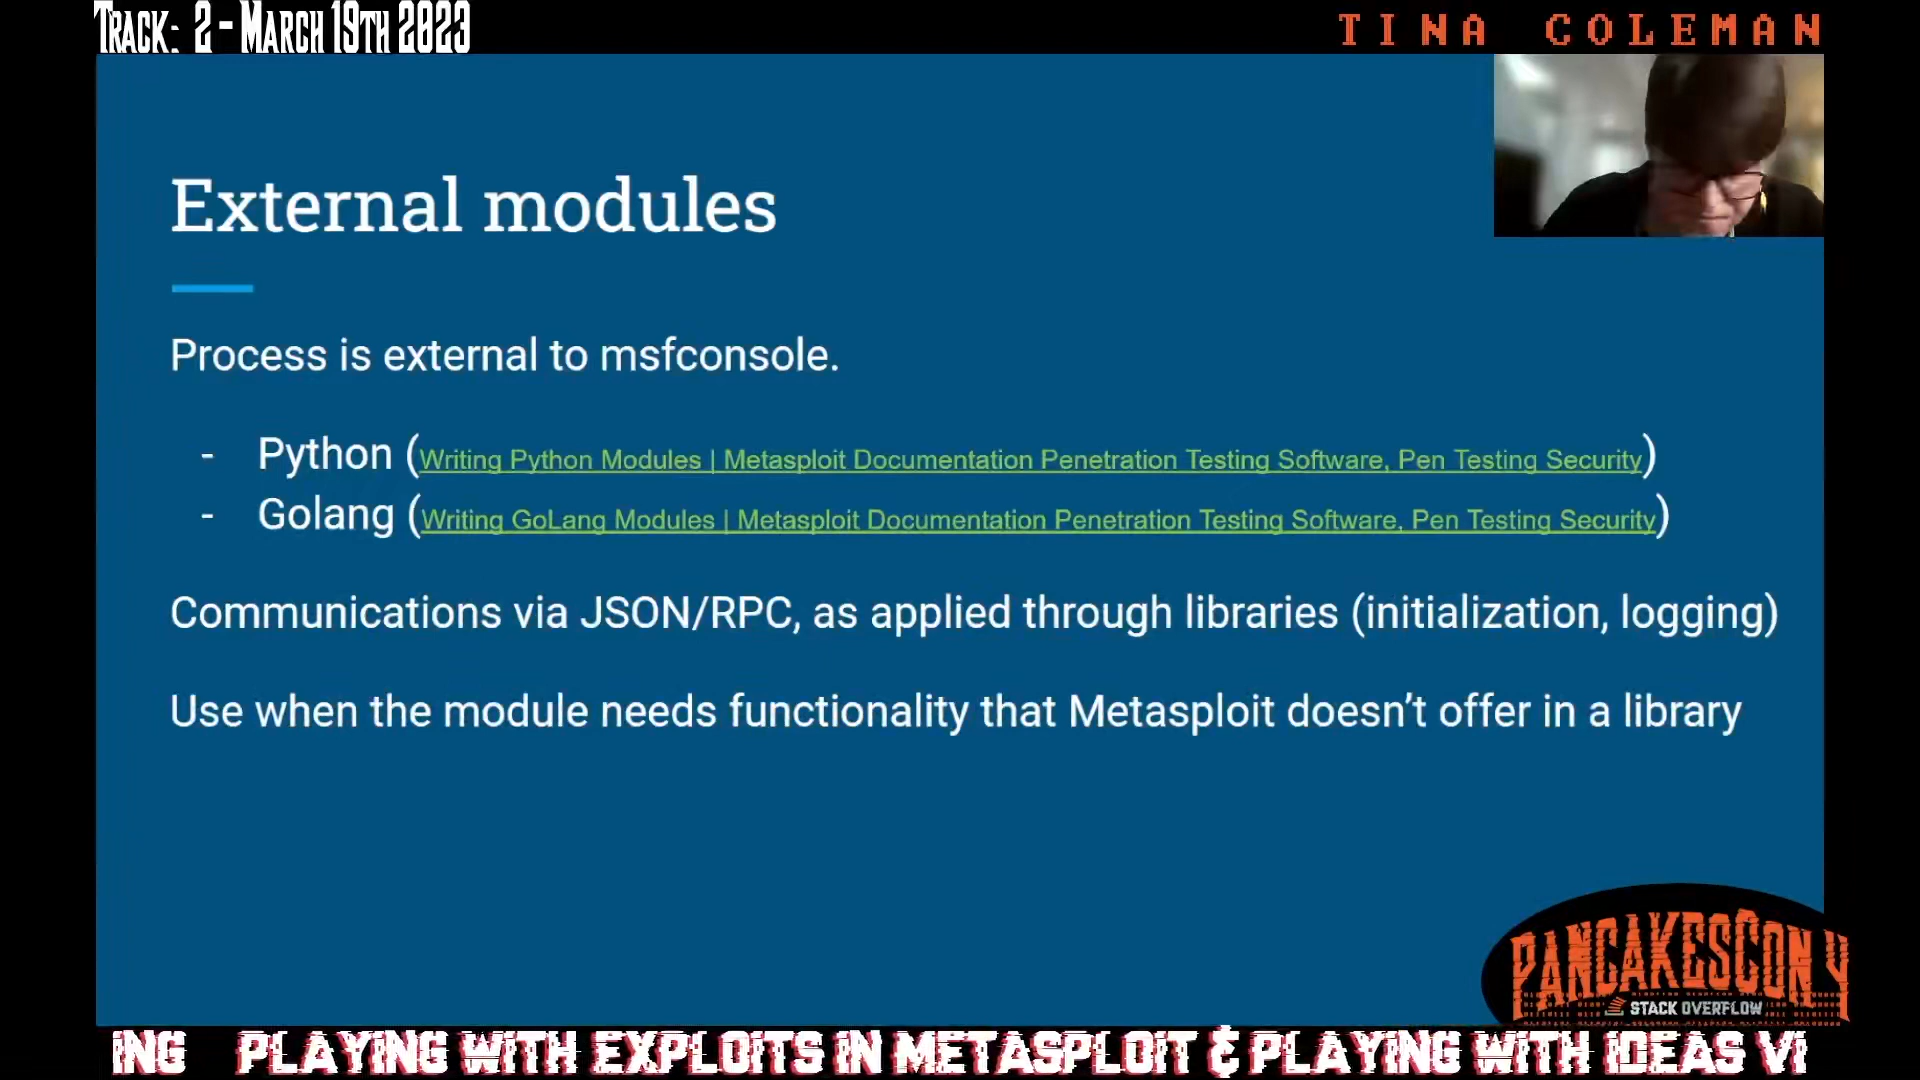 TRACK: 2 - MARCH 19TH 2023
TINA COLEMAN
External modules
Process is external to msfconsole.
- Python (Writing Python Modules | Metasploit Documentation Penetration Testing Software, Pen Testing Security)
- Golang (Writing GoLang Modules | Metasploit Documentation Penetration Testing Software, Pen Testing Security)
Communications via JSON/RPC, as applied through libraries (initialization, logging)
Use when the module needs functionality that Metasploit doesn't offer in a library
PANCAKESCON 4
STACK OVERFLOW
ING PLAYING WITH EXPLOITS IN METASPLOIT & PLAYING WITH IDEAS VI